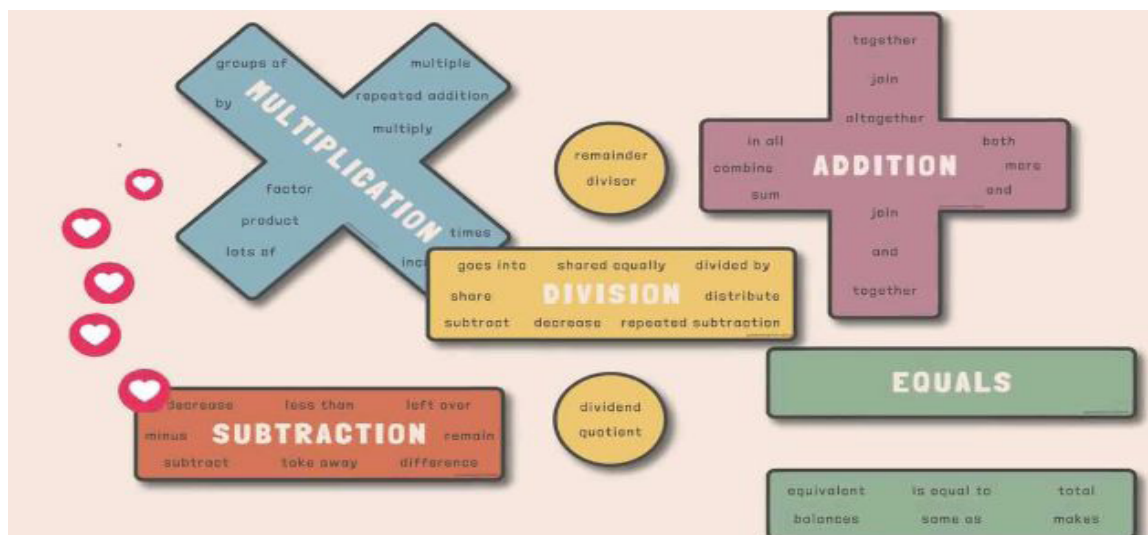 groups of
multiple
by
repeated addition
multiply
MULTIPLICATION
factor
product
lots of
times
remainder
divisor
together
join
altogether
in all
both
combine
ADDITION
more
sum
and
join
and
together
goes into shared equally divided by
share DIVISION distribute
subtract decrease repeated subtraction
EQUALS
decrease less than left over
minus SUBTRACTION remain
subtract take away difference
dividend
quotient
equivalent is equal to total
balances same as makes